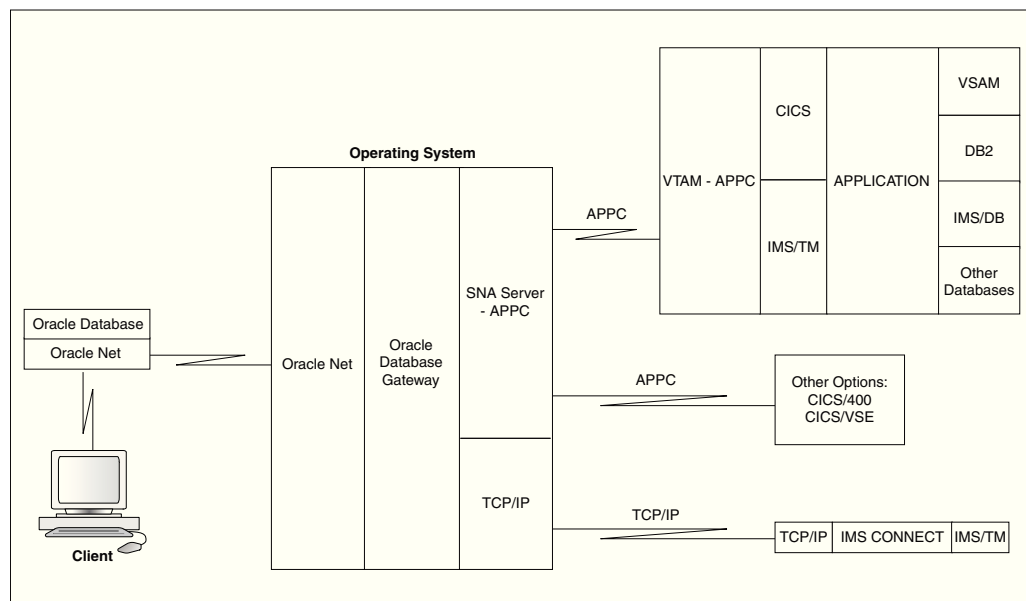 Operating System
Oracle Database
Oracle Net
Client
Oracle Net
Oracle
Database
Gateway
SNA Server
- APPC
TCP/IP
APPC
VTAM - APPC
CICS
IMS/TM
APPLICATION
VSAM
DB2
IMS/DB
Other
Databases
APPC
Other Options:
CICS/400
CICS/VSE
TCP/IP
TCP/IP
IMS CONNECT
IMS/TM